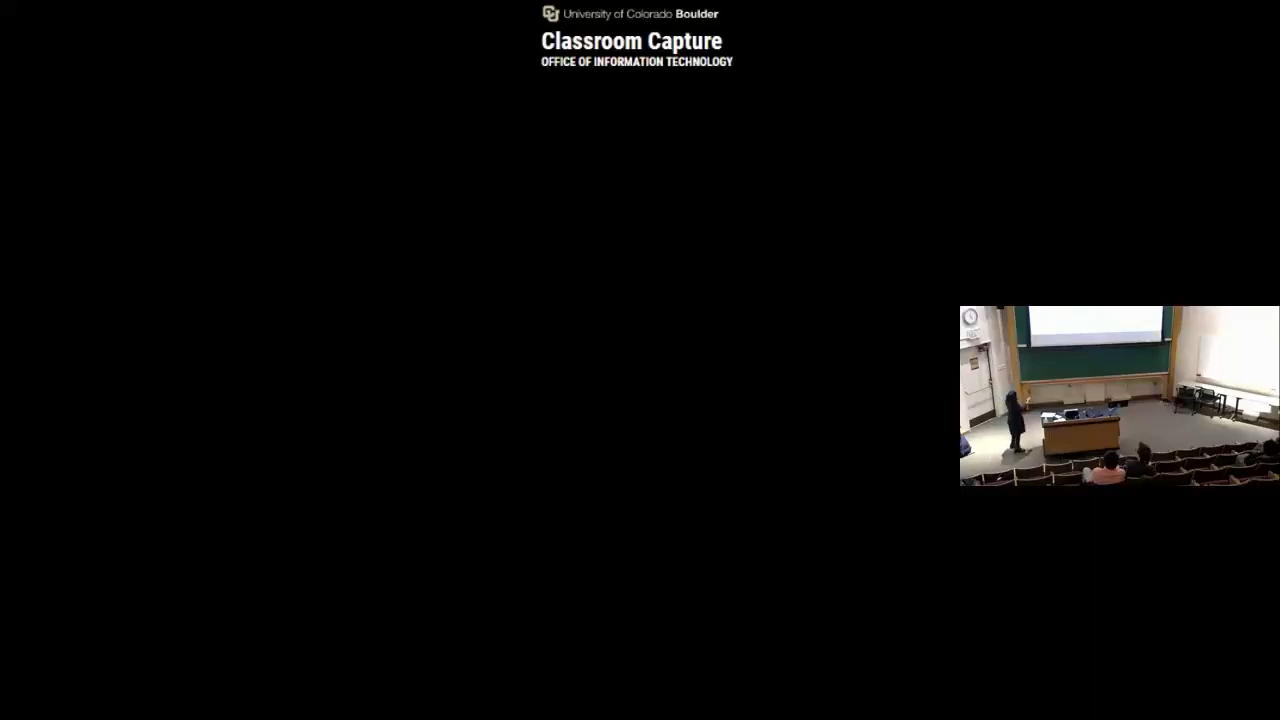 University of Colorado Boulder
Classroom Capture
OFFICE OF INFORMATION TECHNOLOGY